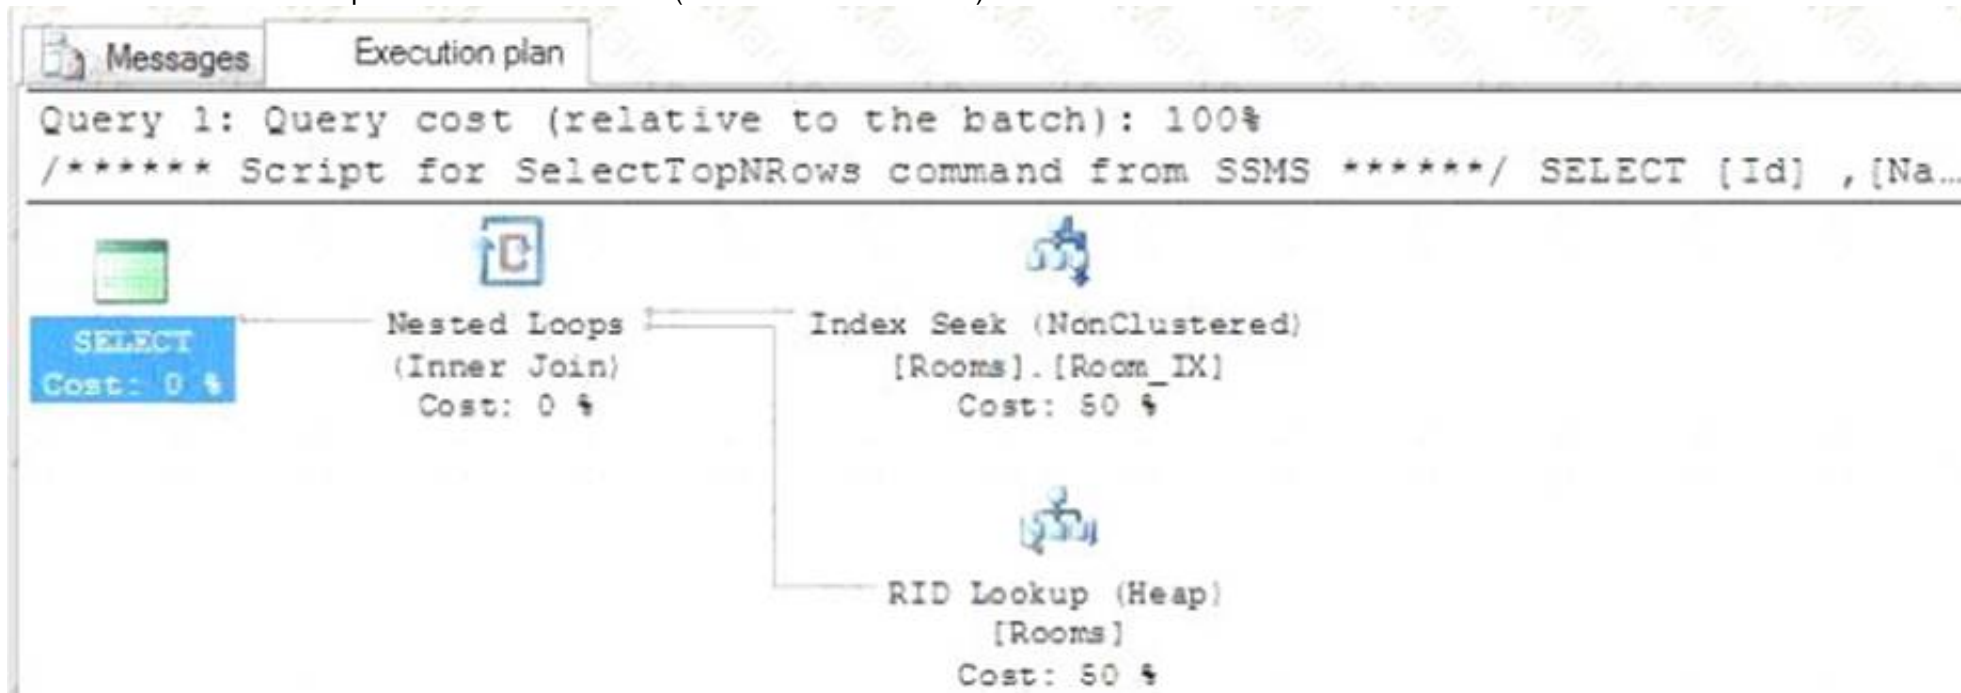 Messages Execution plan
Query 1: Query cost (relative to the batch): 100%
/****** Script for SelectTopNRows command from SSMS ******/ SELECT [Id] ,[Na...
SELECT
Cost: 0 %
Nested Loops
(Inner Join)
Cost: 0 %
Index Seek (NonClustered)
[Rooms].[Room_IX]
Cost: 50 %
RID Lookup (Heap)
[Rooms]
Cost: 50 %